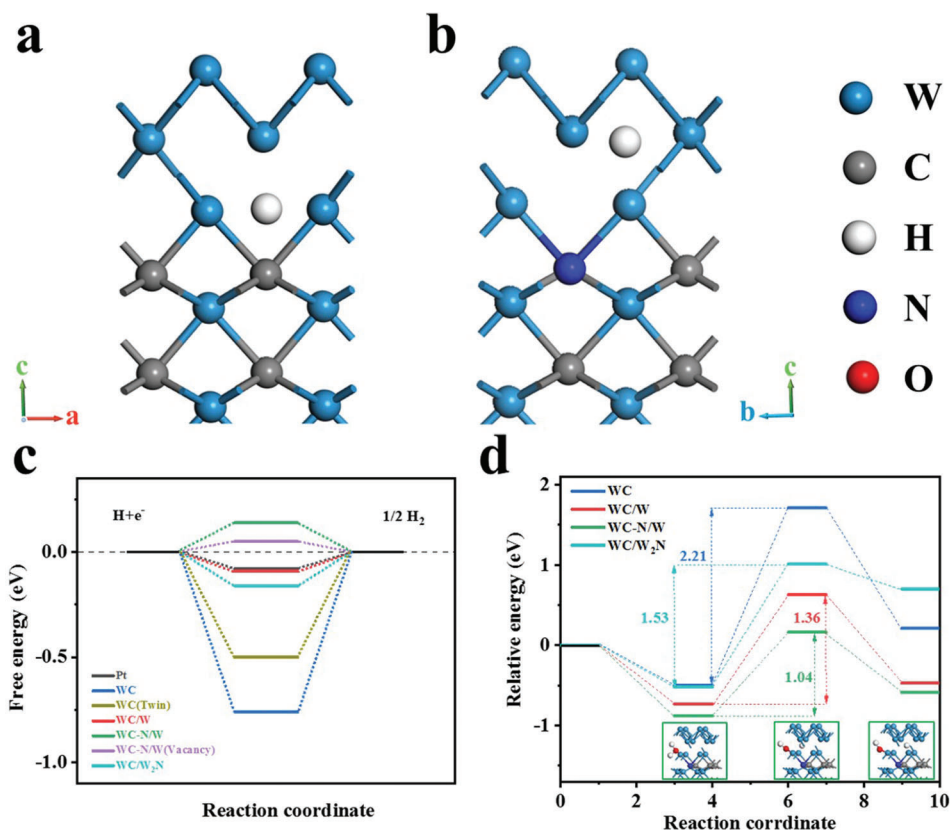 a
b
W
C
H
N
O
c
a
c
b
c
d
Free energy (eV)
0.0
-0.5
-1.0
H+e-
1/2 H2
Pt
WC
WC(Twin)
WC/W
WC-N/W
WC-N/W(Vacancy)
WC/W2N
Reaction coordinate
Relative energy (eV)
2
1
0
-1
WC
WC/W
WC-N/W
WC/W2N
2.21
1.53
1.36
1.04
0 2 4 6 8 10
Reaction corrdinate